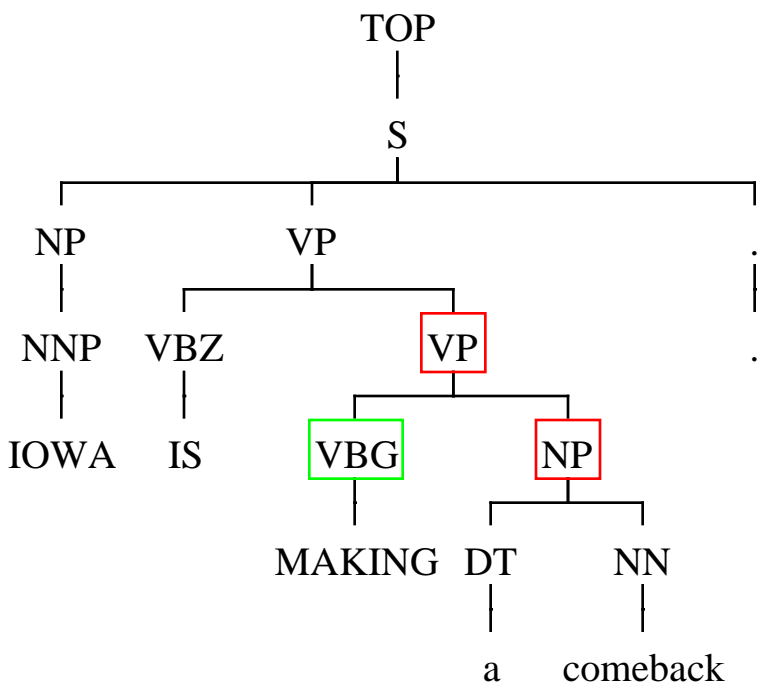 TOP
S
NP VP .
NNP VBZ VP .
IOWA IS VBG NP
MAKING DT NN
a comeback